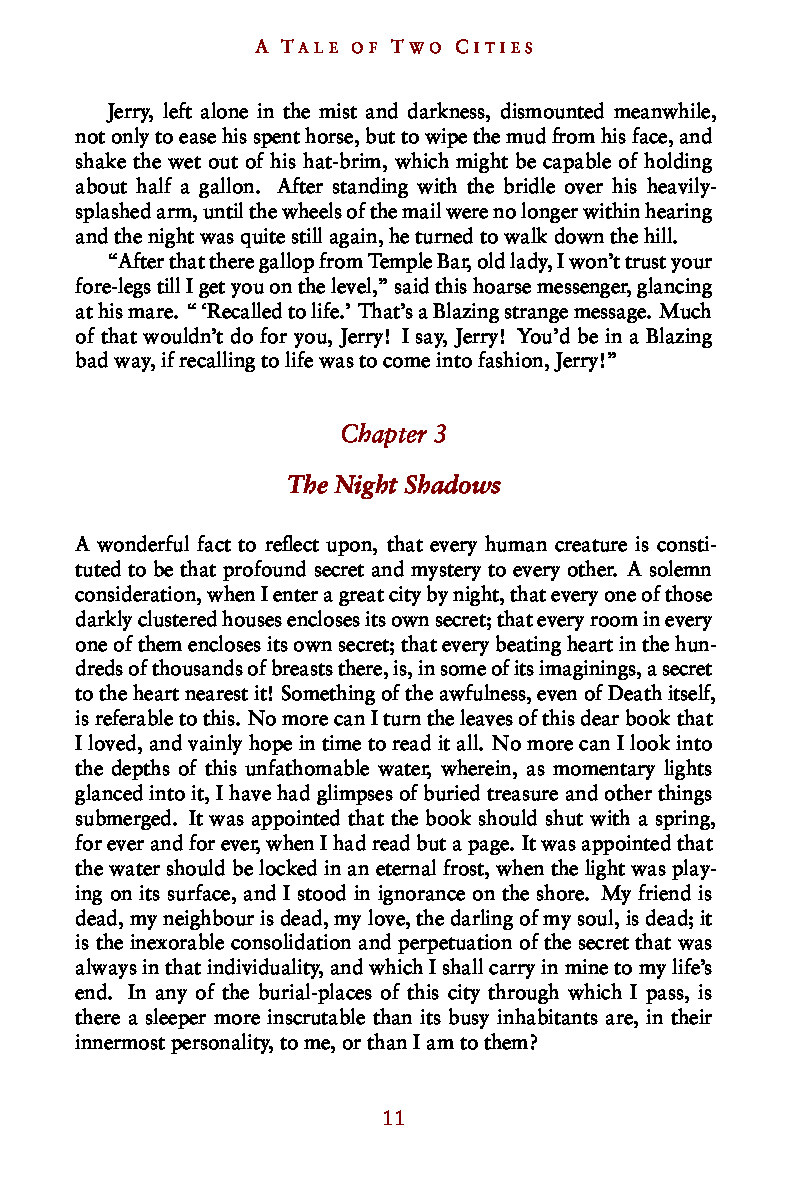 A TALE OF TWO CITIES
Jerry, left alone in the mist and darkness, dismounted meanwhile,
not only to ease his spent horse, but to wipe the mud from his face, and
shake the wet out of his hat-brim, which might be capable of holding
about half a gallon. After standing with the bridle over his heavily-
splashed arm, until the wheels of the mail were no longer within hearing
and the night was quite still again, he turned to walk down the hill.
“After that there gallop from Temple Bar, old lady, I won’t trust your
fore-legs till I get you on the level,” said this hoarse messenger, glancing
at his mare. “ ‘Recalled to life.’ That’s a Blazing strange message. Much
of that wouldn’t do for you, Jerry! I say, Jerry! You’d be in a Blazing
bad way, if recalling to life was to come into fashion, Jerry!”
Chapter 3
The Night Shadows
A wonderful fact to reflect upon, that every human creature is consti-
tuted to be that profound secret and mystery to every other. A solemn
consideration, when I enter a great city by night, that every one of those
darkly clustered houses encloses its own secret; that every room in every
one of them encloses its own secret; that every beating heart in the hun-
dreds of thousands of breasts there, is, in some of its imaginings, a secret
to the heart nearest it! Something of the awfulness, even of Death itself,
is referable to this. No more can I turn the leaves of this dear book that
I loved, and vainly hope in time to read it all. No more can I look into
the depths of this unfathomable water, wherein, as momentary lights
glanced into it, I have had glimpses of buried treasure and other things
submerged. It was appointed that the book should shut with a spring,
for ever and for ever, when I had read but a page. It was appointed that
the water should be locked in an eternal frost, when the light was play-
ing on its surface, and I stood in ignorance on the shore. My friend is
dead, my neighbour is dead, my love, the darling of my soul, is dead; it
is the inexorable consolidation and perpetuation of the secret that was
always in that individuality, and which I shall carry in mine to my life’s
end. In any of the burial-places of this city through which I pass, is
there a sleeper more inscrutable than its busy inhabitants are, in their
innermost personality, to me, or than I am to them?
11